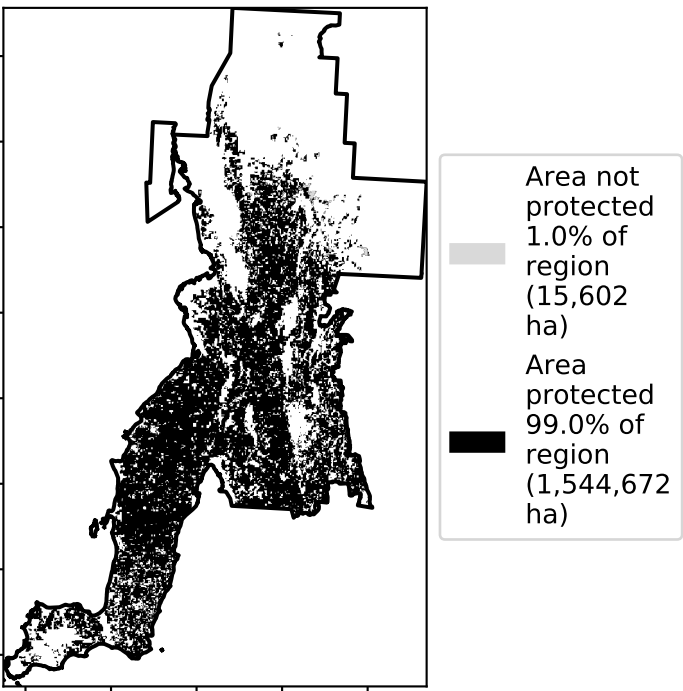 Area not
protected
1.0% of
region
(15,602
ha)
Area
protected
99.0% of
region
(1,544,672
ha)